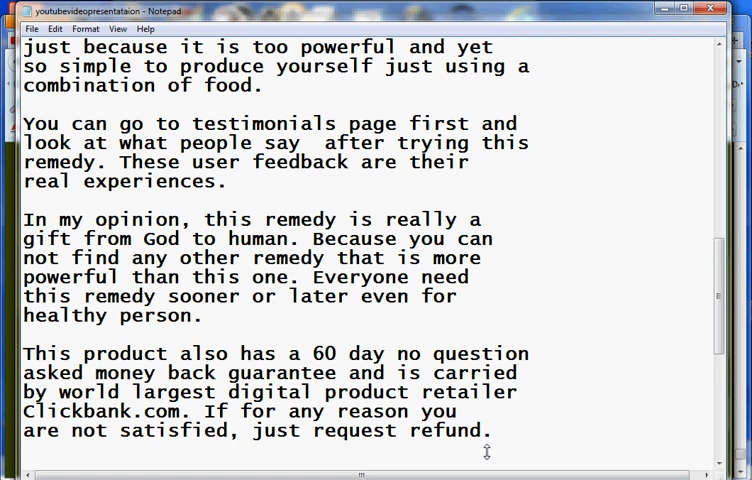 youtubevideopresentataion - Notepad
File Edit Format View Help
just because it is too powerful and yet
so simple to produce yourself just using a
combination of food.
You can go to testimonials page first and
look at what people say  after trying this
remedy. These user feedback are their
real experiences.
In my opinion, this remedy is really a
gift from God to human. Because you can
not find any other remedy that is more
powerful than this one. Everyone need
this remedy sooner or later even for
healthy person.
This product also has a 60 day no question
asked money back guarantee and is carried
by world largest digital product retailer
Clickbank.com. If for any reason you
are not satisfied, just request refund.